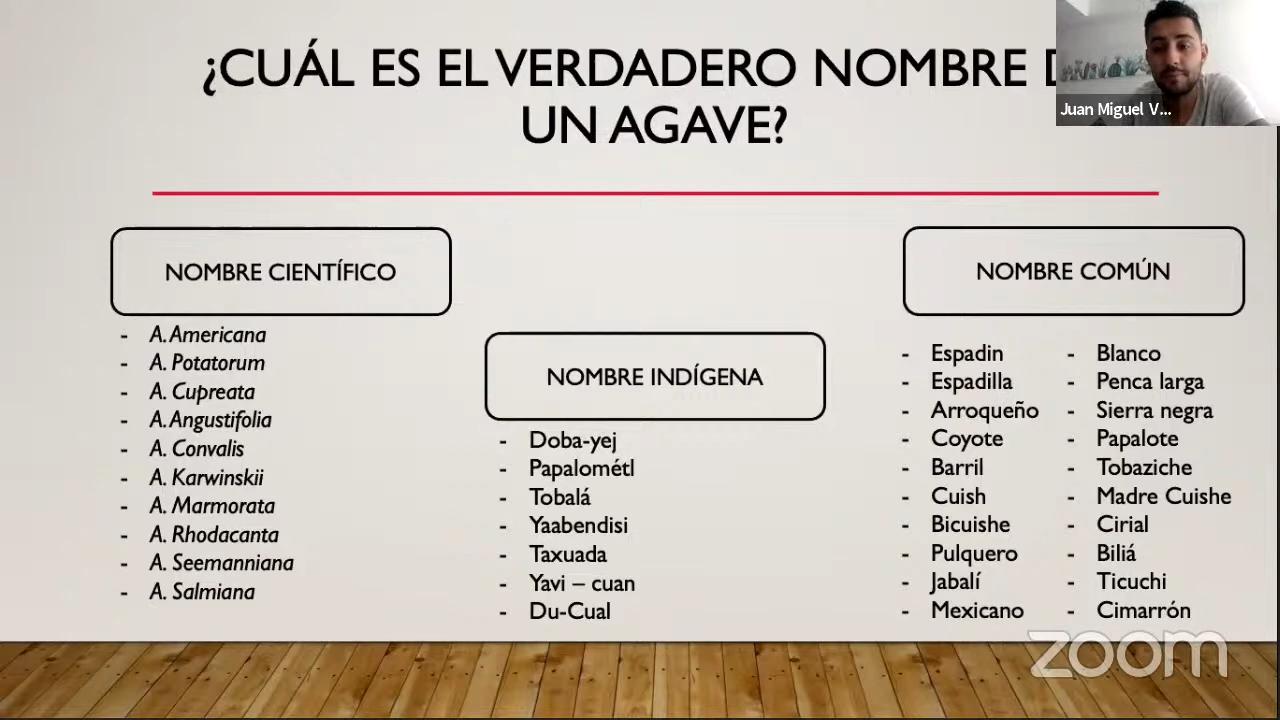 ¿CUÁL ES EL VERDADERO NOMBRE
UN AGAVE?
Juan Miguel V...
NOMBRE CIENTÍFICO
- A. Americana
- A. Potatorum
- A. Cupreata
- A. Angustifolia
- A. Convalis
- A. Karwinskii
- A. Marmorata
- A. Rhodacanta
- A. Seemanniana
- A. Salmiana
NOMBRE INDÍGENA
- Doba-yej
- Papalométl
- Tobalá
- Yaabendisi
- Taxuada
- Yavi – cuan
- Du-Cual
NOMBRE COMÚN
- Espadin
- Espadilla
- Arroqueño
- Coyote
- Barril
- Cuish
- Bicuishe
- Pulquero
- Jabalí
- Mexicano
- Blanco
- Penca larga
- Sierra negra
- Papalote
- Tobaziche
- Madre Cuishe
- Cirial
- Biliá
- Ticuchi
- Cimarrón
zoom